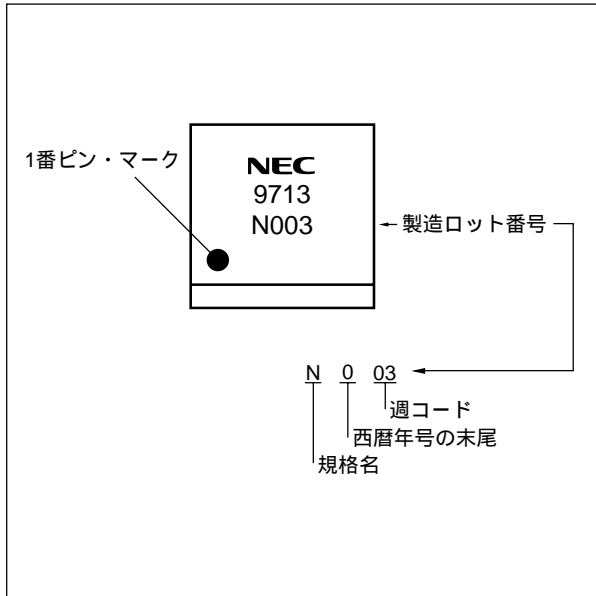 1番ピン・マーク
NEC
9713
N003
製造ロット番号
N 0 03
週コード
西暦年号の末尾
規格名